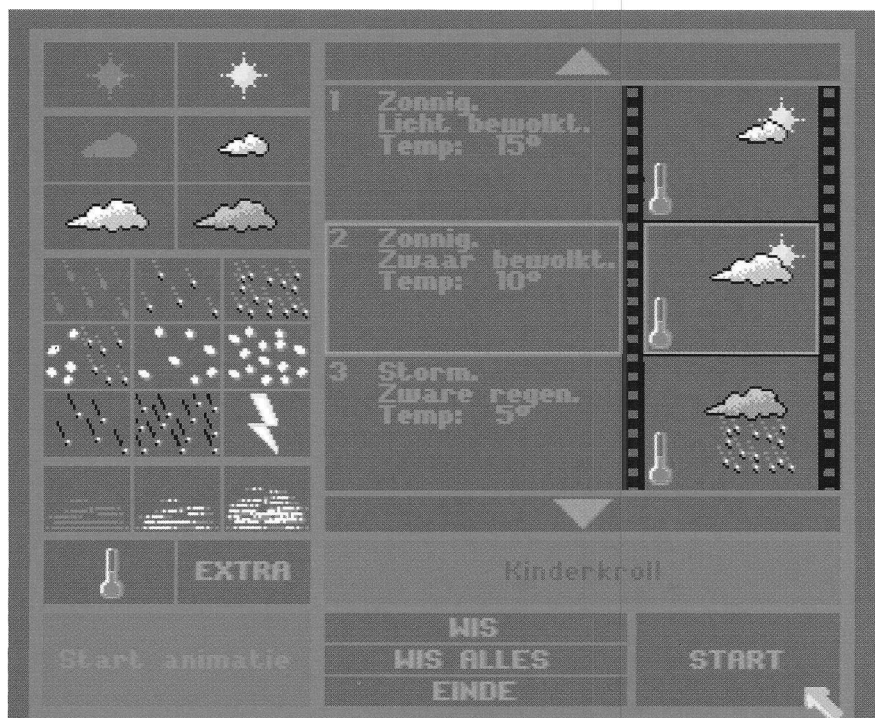 1 Zonnig.
Licht bewolkt.
Temp: 15°
2 Zonnig.
Zwaar bewolkt.
Temp: 10°
3 Storm.
Zware regen.
Temp: 5°
EXTRA
Kinderkroll
Start animatie
WIS
WIS ALLES
EINDE
START